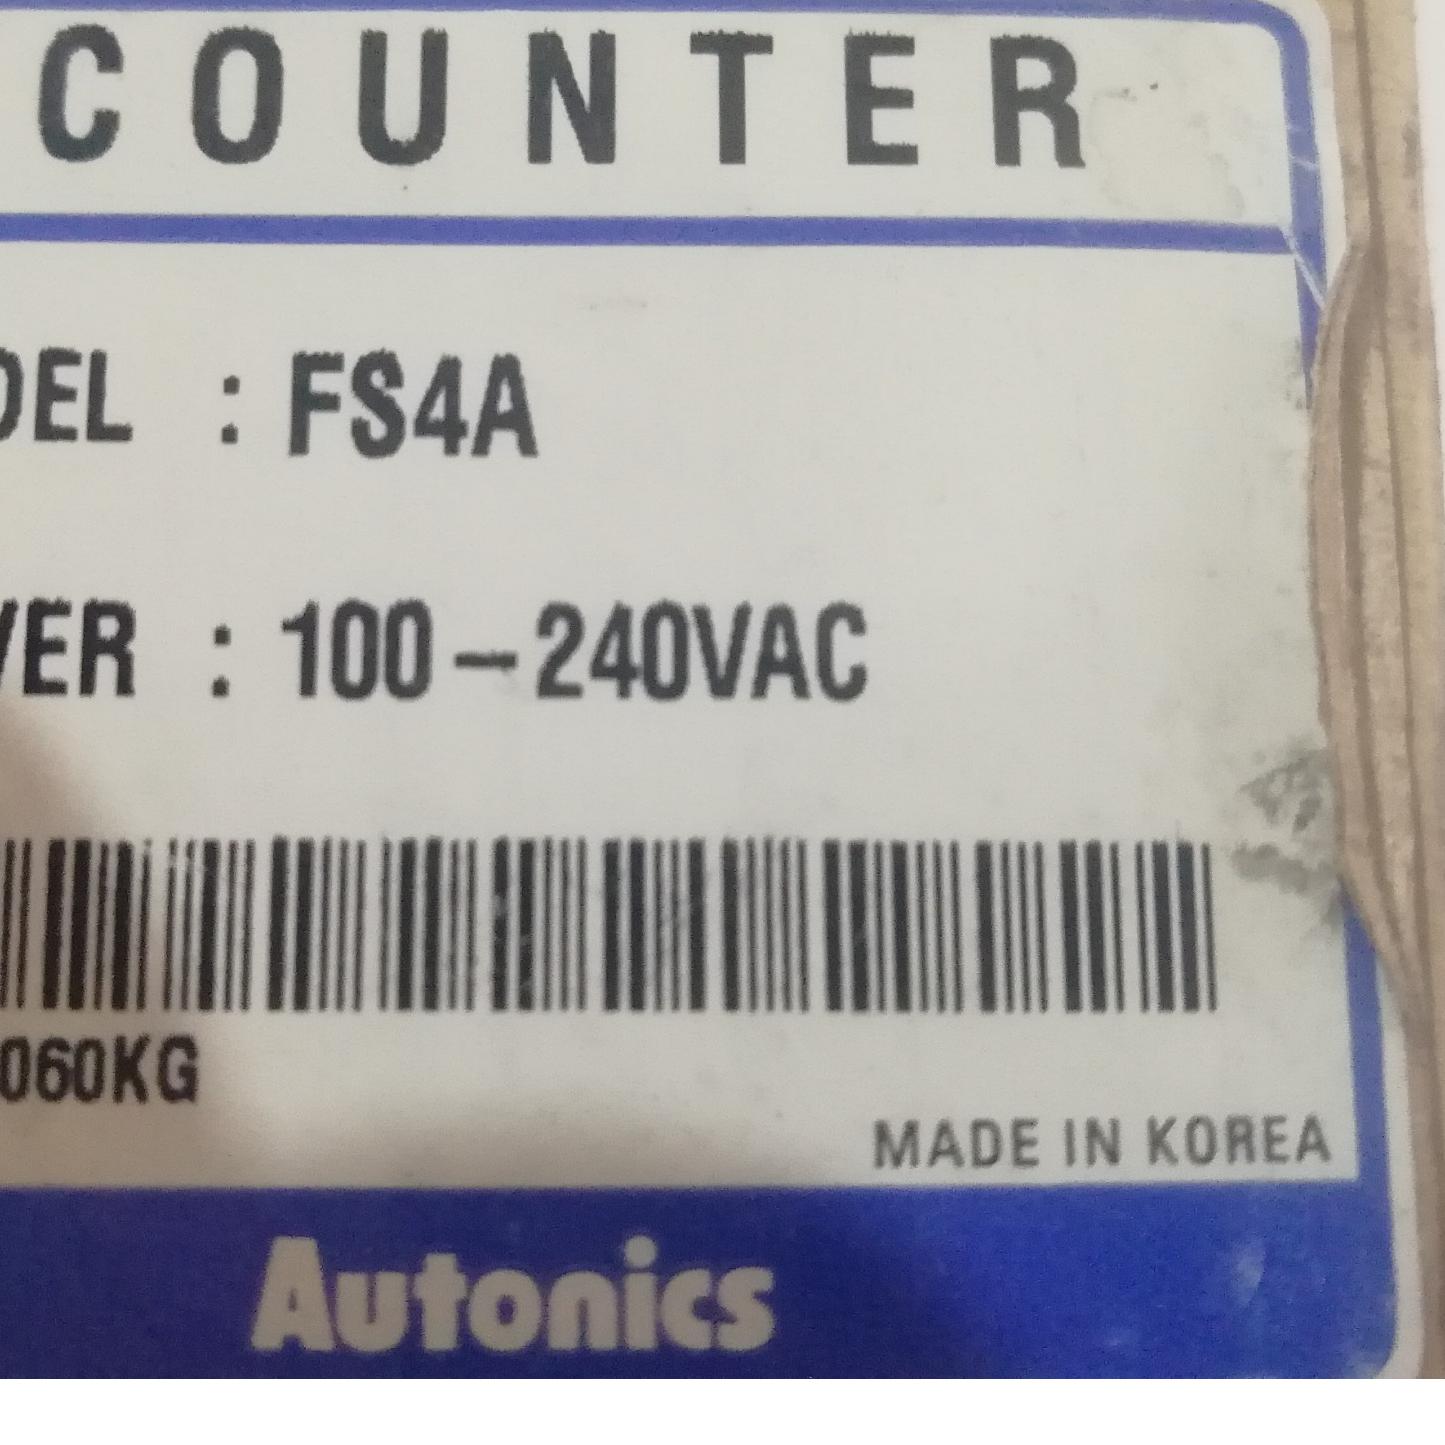 COUNTER
DEL : FS4A
VER : 100-240VAC
060KG
MADE IN KOREA
Autonics